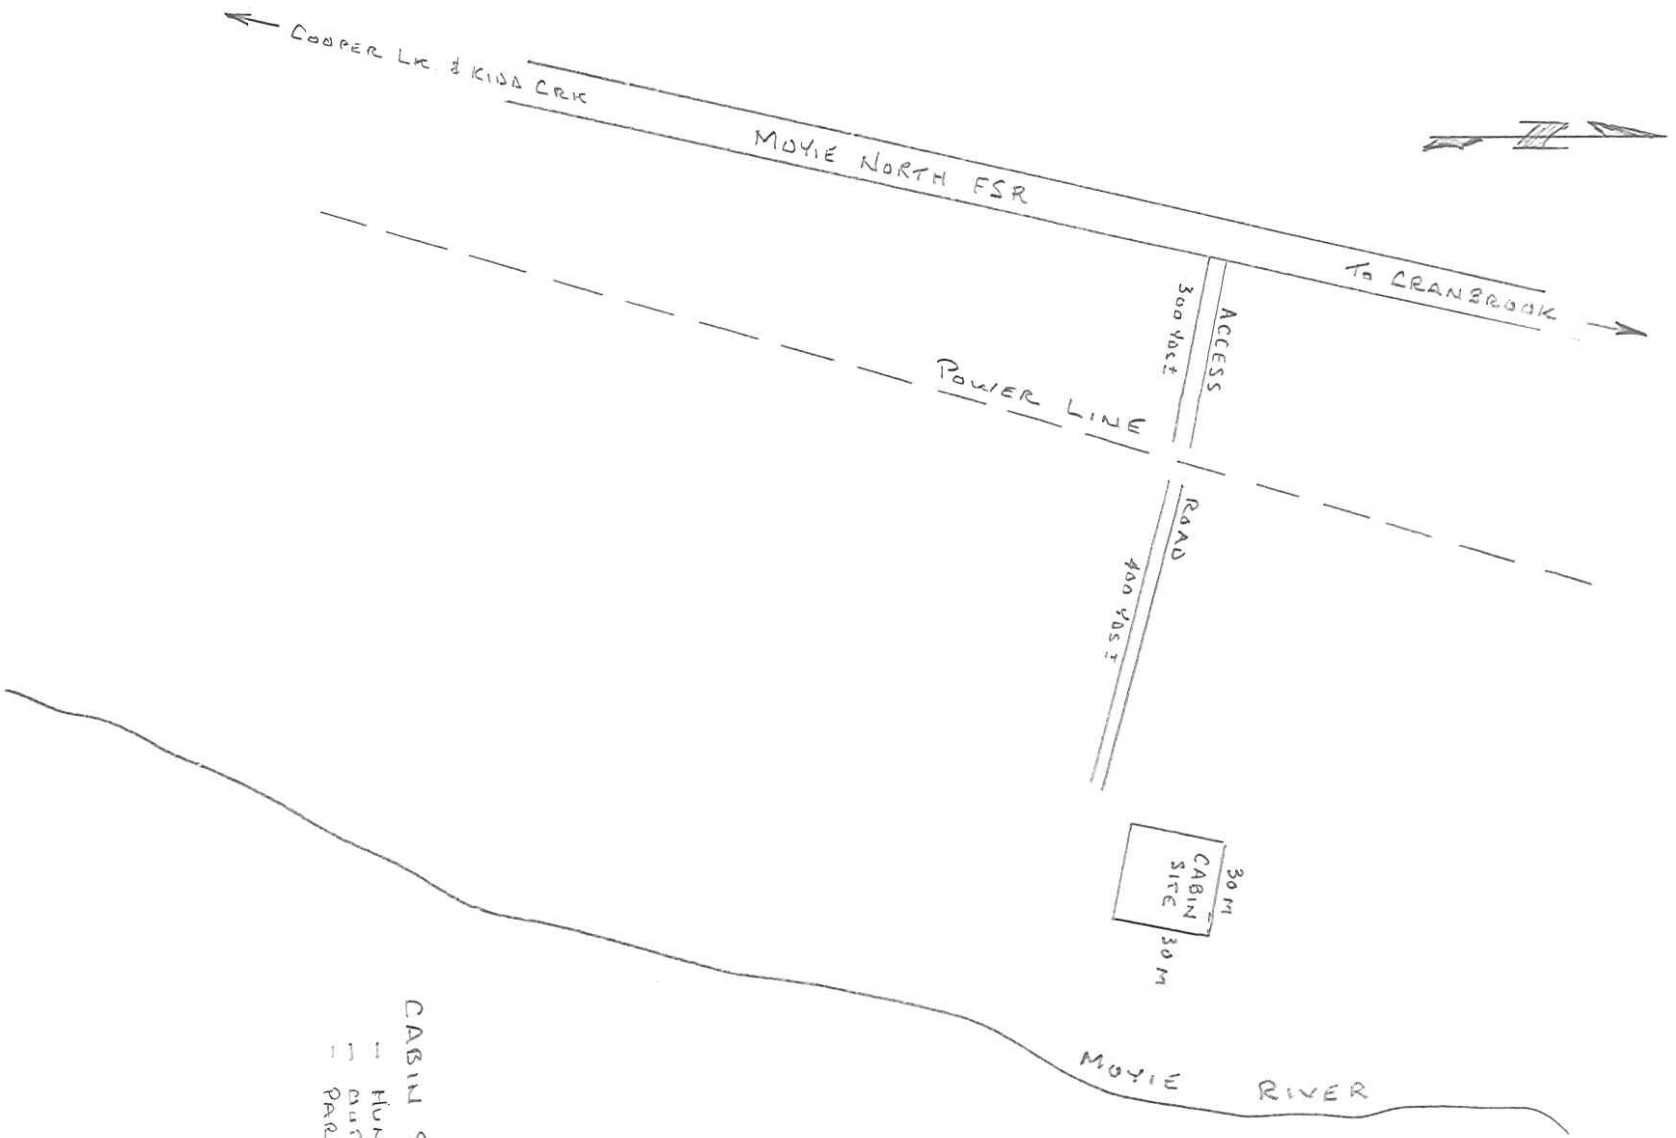 COOPER LK. & KIDD CRK
MOYIE NORTH FSR
N
TO CRANBROOK
ACCESS
300 YDS±
POWER LINE
ROAD
400 YDS±
30 M
CABIN
SITE
30 M
MOYIE RIVER
CABIN